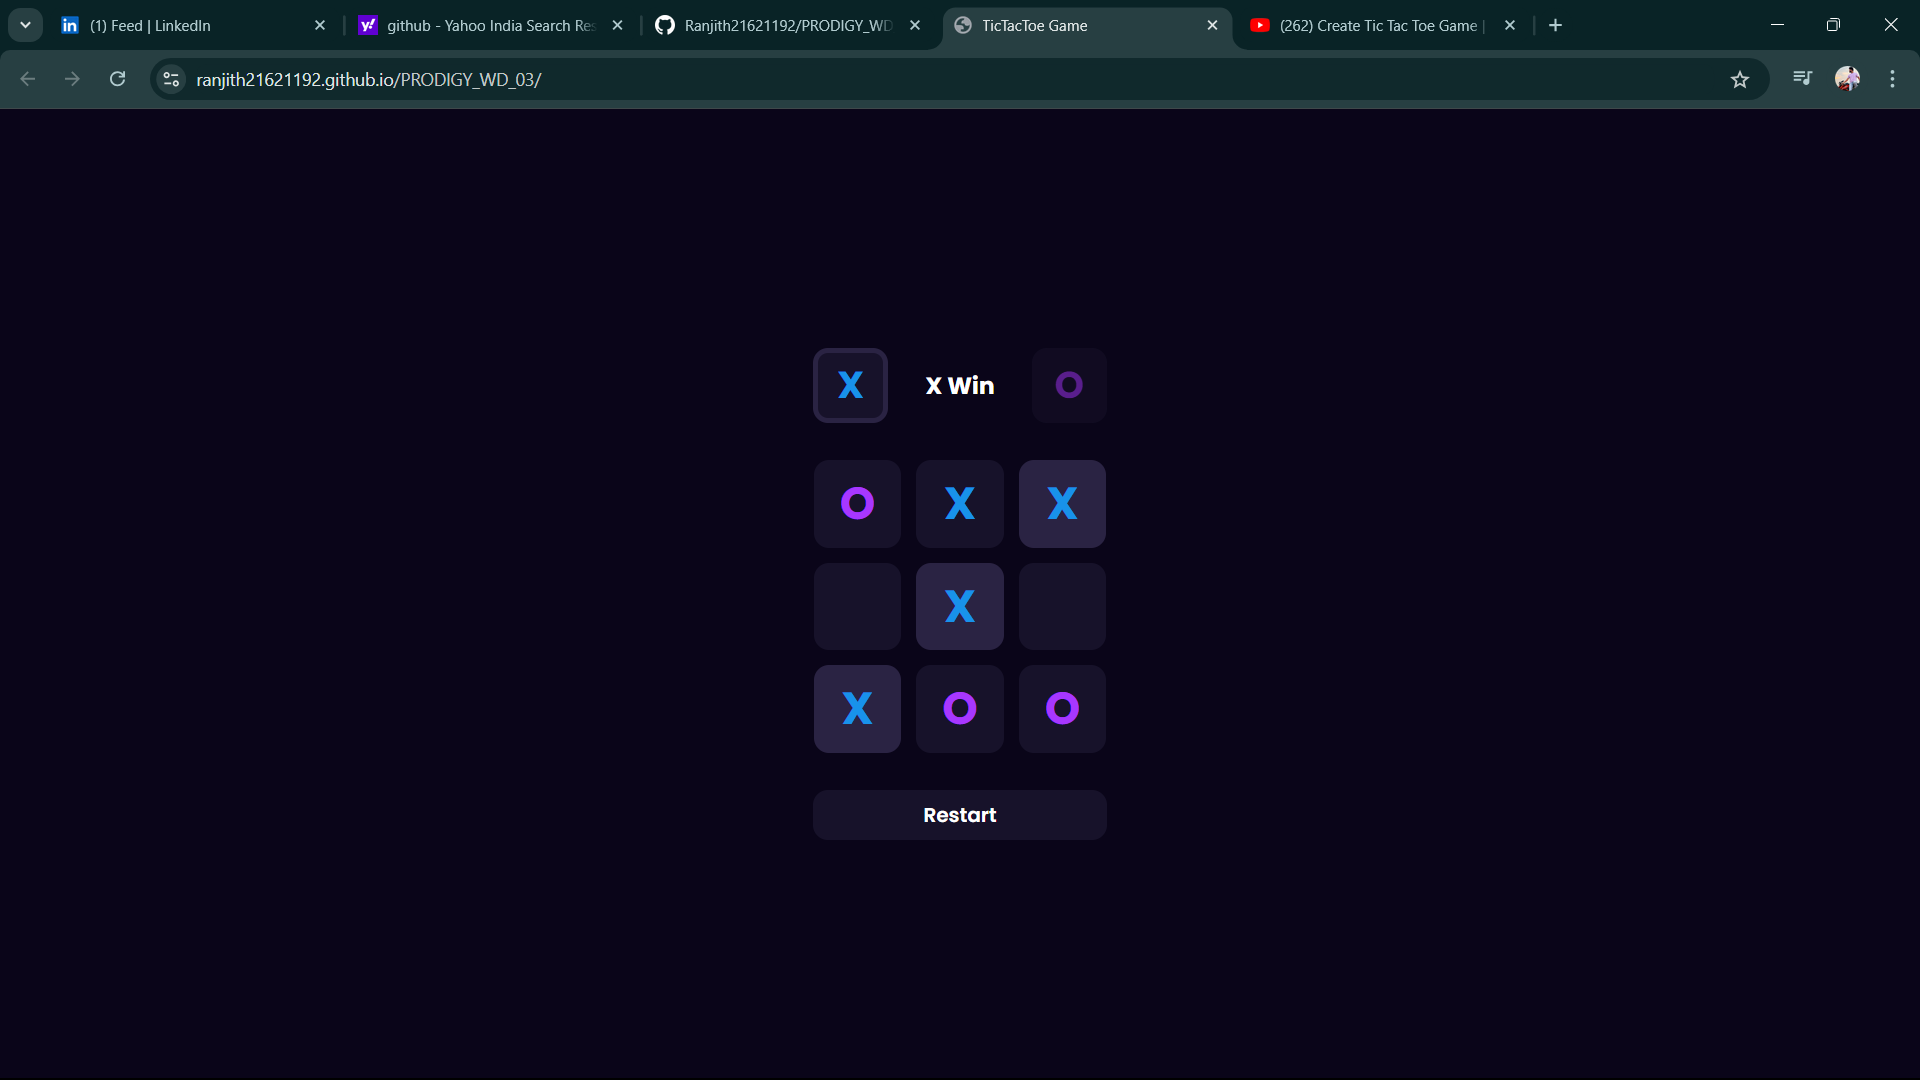 (1) Feed | LinkedIn
github - Yahoo India Search Res
Ranjith21621192/PRODIGY_WD
TicTacToe Game
(262) Create Tic Tac Toe Game |
ranjith21621192.github.io/PRODIGY_WD_03/
X X Win O
O X X
X
X O O
Restart